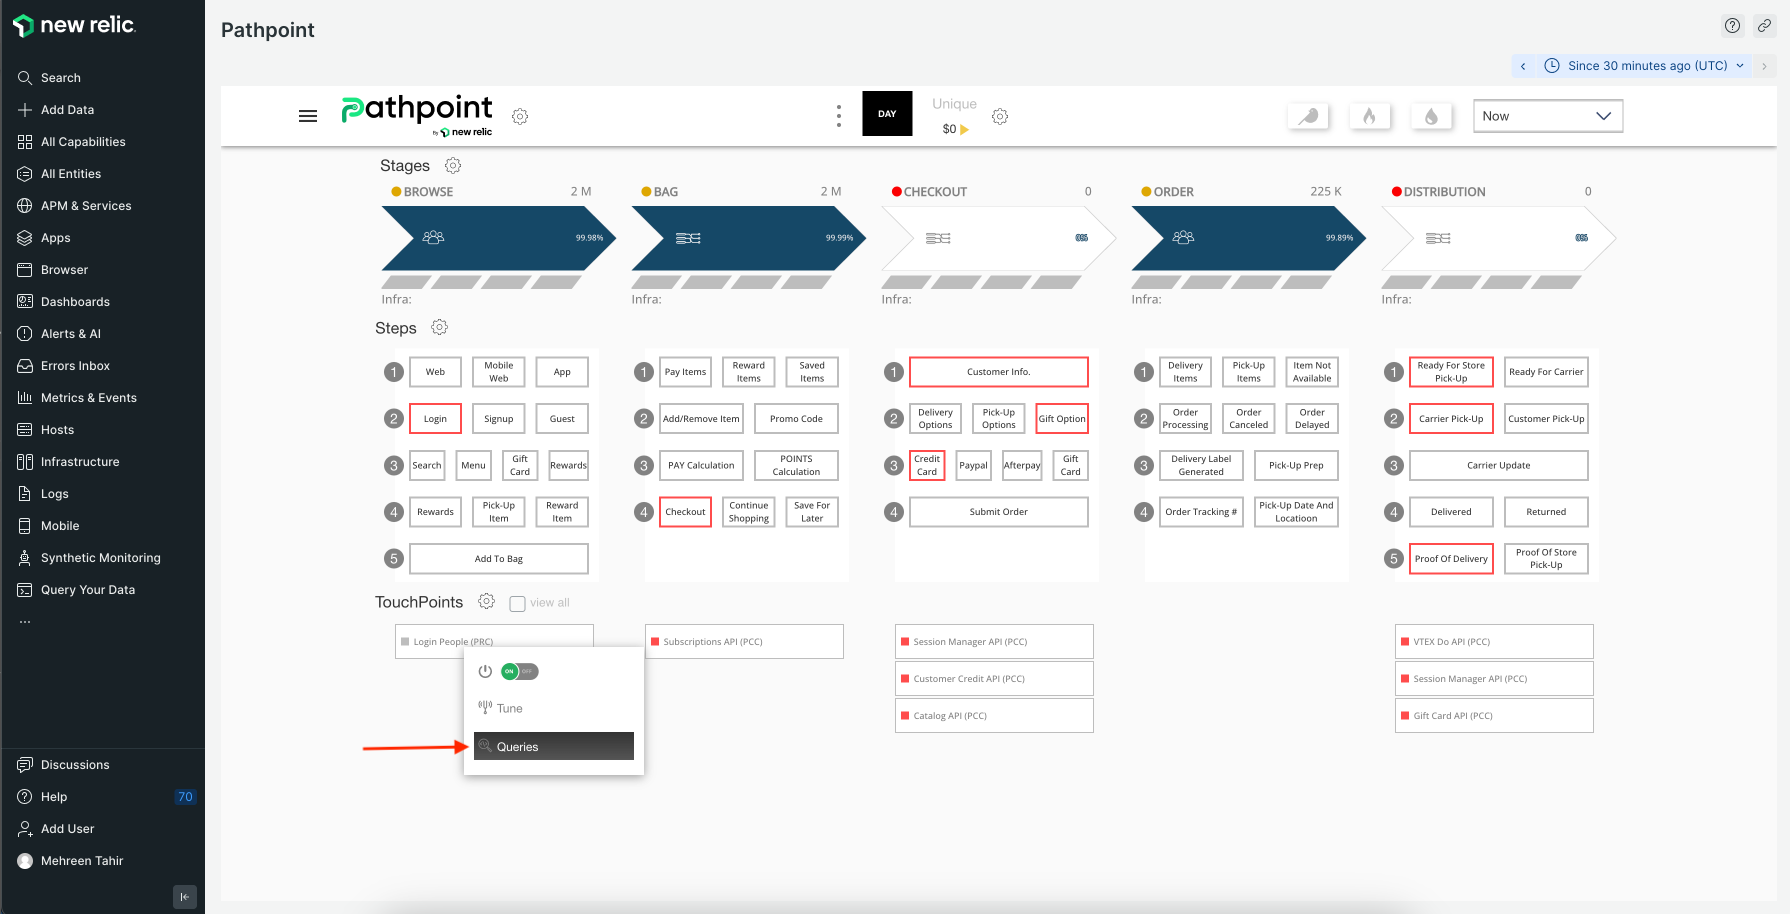 new relic.
Search
Add Data
All Capabilities
All Entities
APM & Services
Apps
Browser
Dashboards
Alerts & AI
Errors Inbox
Metrics & Events
Hosts
Infrastructure
Logs
Mobile
Synthetic Monitoring
Query Your Data
...
Discussions
Help 70
Add User
Mehreen Tahir
Pathpoint
Since 30 minutes ago (UTC)
Pathpoint
By new relic
DAY
Unique
$0
Now
Stages
BROWSE 2 M
BAG 2 M
CHECKOUT 0
ORDER 225 K
DISTRIBUTION 0
99.98%
99.99%
0%
99.89%
0%
Infra:
Infra:
Infra:
Infra:
Infra:
Steps
1 Web
Mobile Web
App
2 Login
Signup
Guest
3 Search
Menu
Gift Card
Rewards
4 Rewards
Pick-Up Item
Reward Item
5 Add To Bag
1 Pay Items
Reward Items
Saved Items
2 Add/Remove Item
Promo Code
3 PAY Calculation
POINTS Calculation
4 Checkout
Continue Shopping
Save For Later
1 Customer Info.
2 Delivery Options
Pick-Up Options
Gift Option
3 Credit Card
Paypal
Afterpay
Gift Card
4 Submit Order
1 Delivery Items
Pick-Up Items
Item Not Available
2 Order Processing
Order Canceled
Order Delayed
3 Delivery Label Generated
Pick-Up Prep
4 Order Tracking #
Pick-Up Date And Locatioon
1 Ready For Store Pick-Up
Ready For Carrier
2 Carrier Pick-Up
Customer Pick-Up
3 Carrier Update
4 Delivered
Returned
5 Proof Of Delivery
Proof Of Store Pick-Up
TouchPoints
view all
Login People (PRC)
ON OFF
Tune
Queries
Subscriptions API (PCC)
Session Manager API (PCC)
Customer Credit API (PCC)
Catalog API (PCC)
VTEX Do API (PCC)
Session Manager API (PCC)
Gift Card API (PCC)